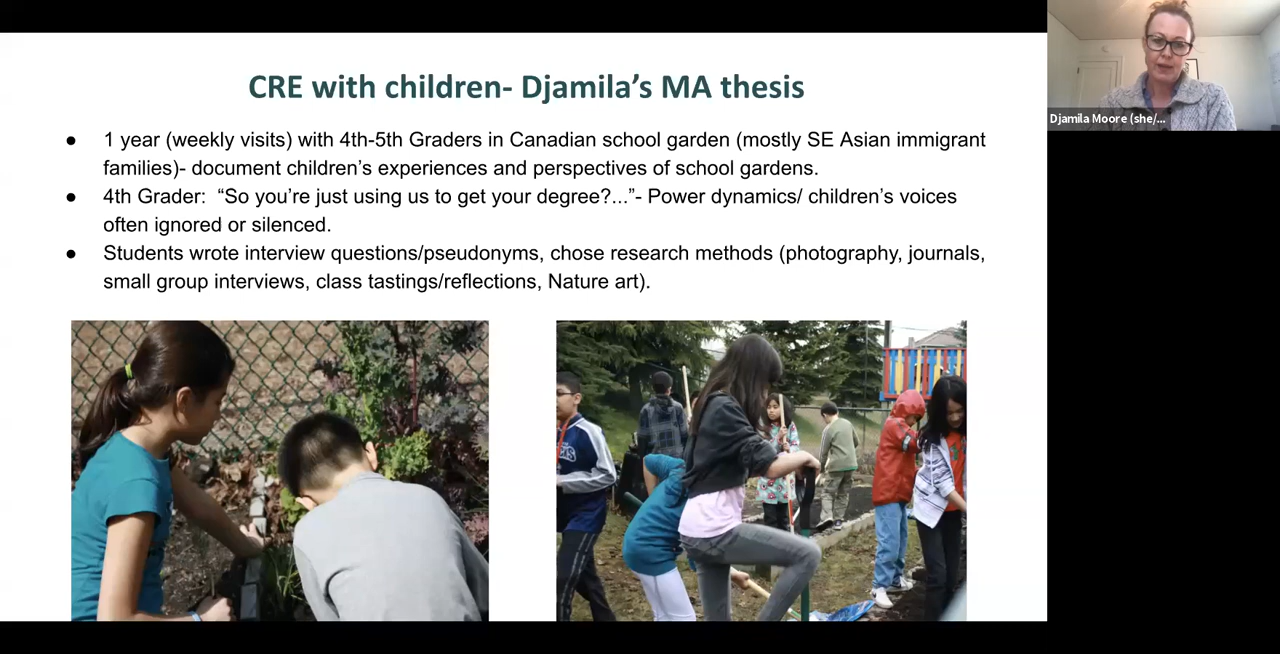 CRE with children- Djamila’s MA thesis
● 1 year (weekly visits) with 4th-5th Graders in Canadian school garden (mostly SE Asian immigrant
families)- document children’s experiences and perspectives of school gardens.
● 4th Grader:  “So you’re just using us to get your degree?...”- Power dynamics/ children’s voices
often ignored or silenced.
● Students wrote interview questions/pseudonyms, chose research methods (photography, journals,
small group interviews, class tastings/reflections, Nature art).
Djamila Moore (she/...